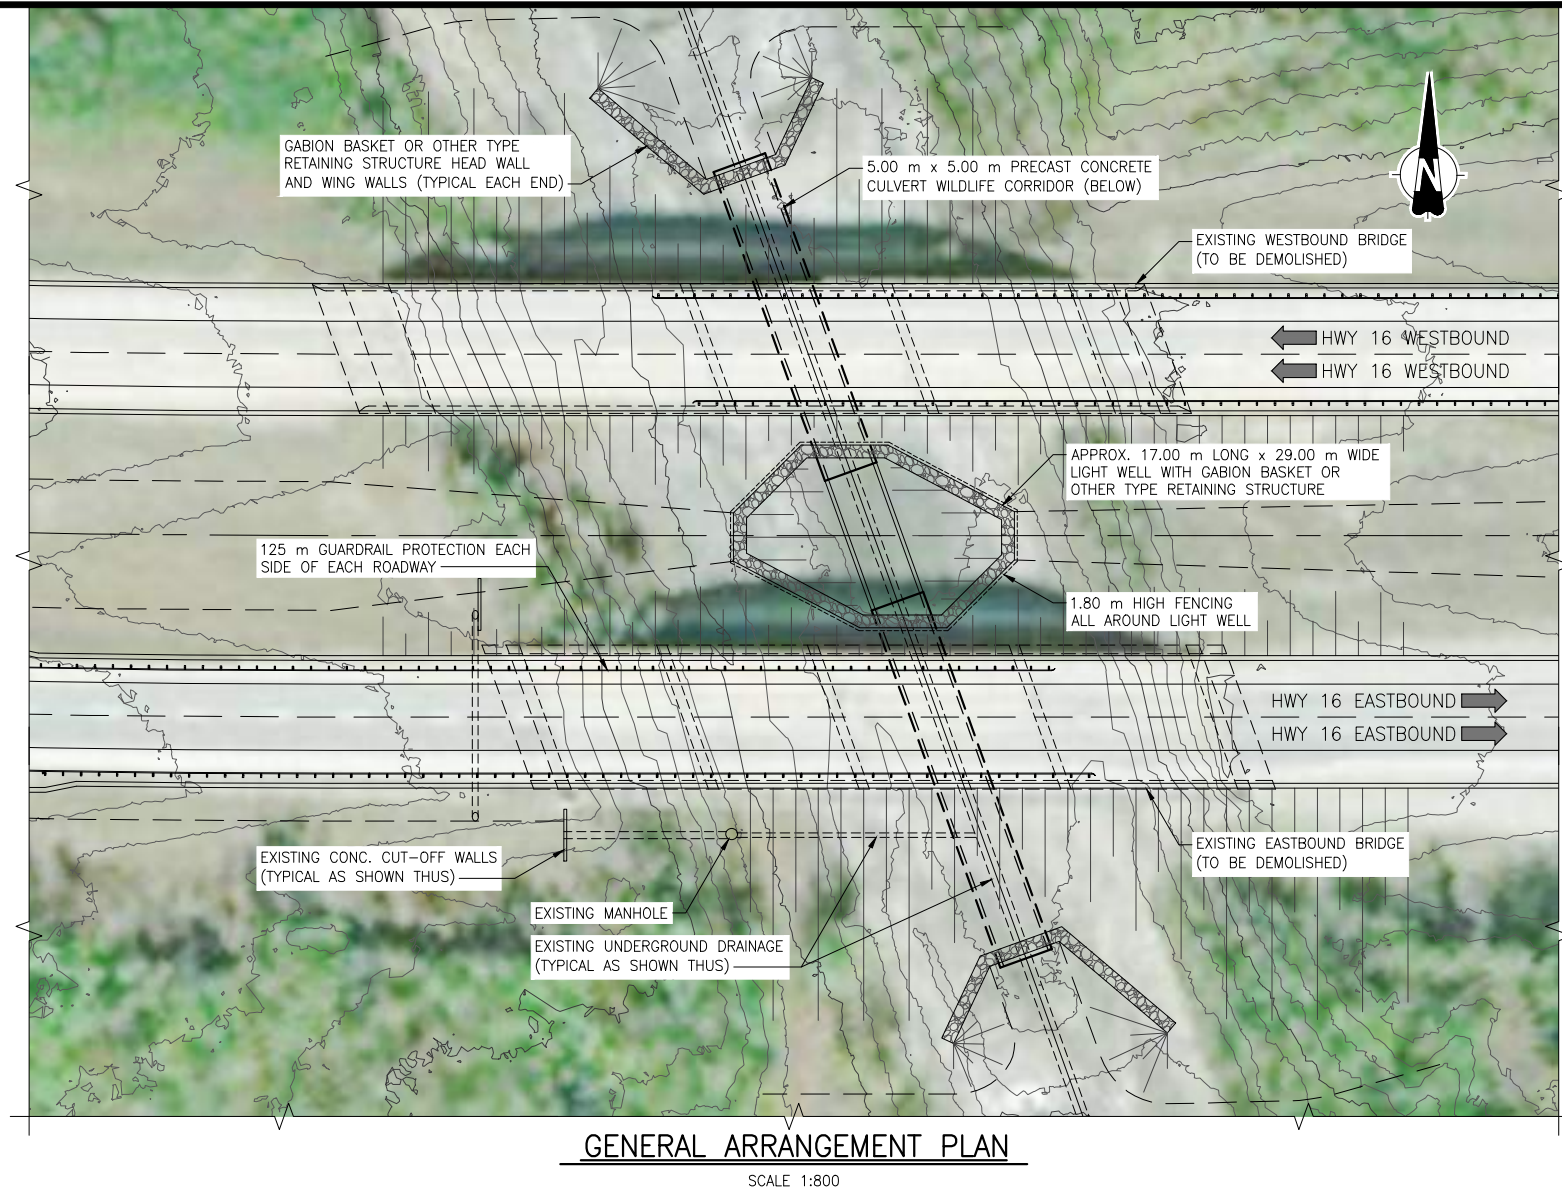 GABION BASKET OR OTHER TYPE
RETAINING STRUCTURE HEAD WALL
AND WING WALLS (TYPICAL EACH END)
5.00 m x 5.00 m PRECAST CONCRETE
CULVERT WILDLIFE CORRIDOR (BELOW)
N
EXISTING WESTBOUND BRIDGE
(TO BE DEMOLISHED)
HWY 16 WESTBOUND
HWY 16 WESTBOUND
APPROX. 17.00 m LONG x 29.00 m WIDE
LIGHT WELL WITH GABION BASKET OR
OTHER TYPE RETAINING STRUCTURE
125 m GUARDRAIL PROTECTION EACH
SIDE OF EACH ROADWAY
1.80 m HIGH FENCING
ALL AROUND LIGHT WELL
HWY 16 EASTBOUND
HWY 16 EASTBOUND
EXISTING CONC. CUT-OFF WALLS
(TYPICAL AS SHOWN THUS)
EXISTING EASTBOUND BRIDGE
(TO BE DEMOLISHED)
EXISTING MANHOLE
EXISTING UNDERGROUND DRAINAGE
(TYPICAL AS SHOWN THUS)
GENERAL ARRANGEMENT PLAN
SCALE 1:800